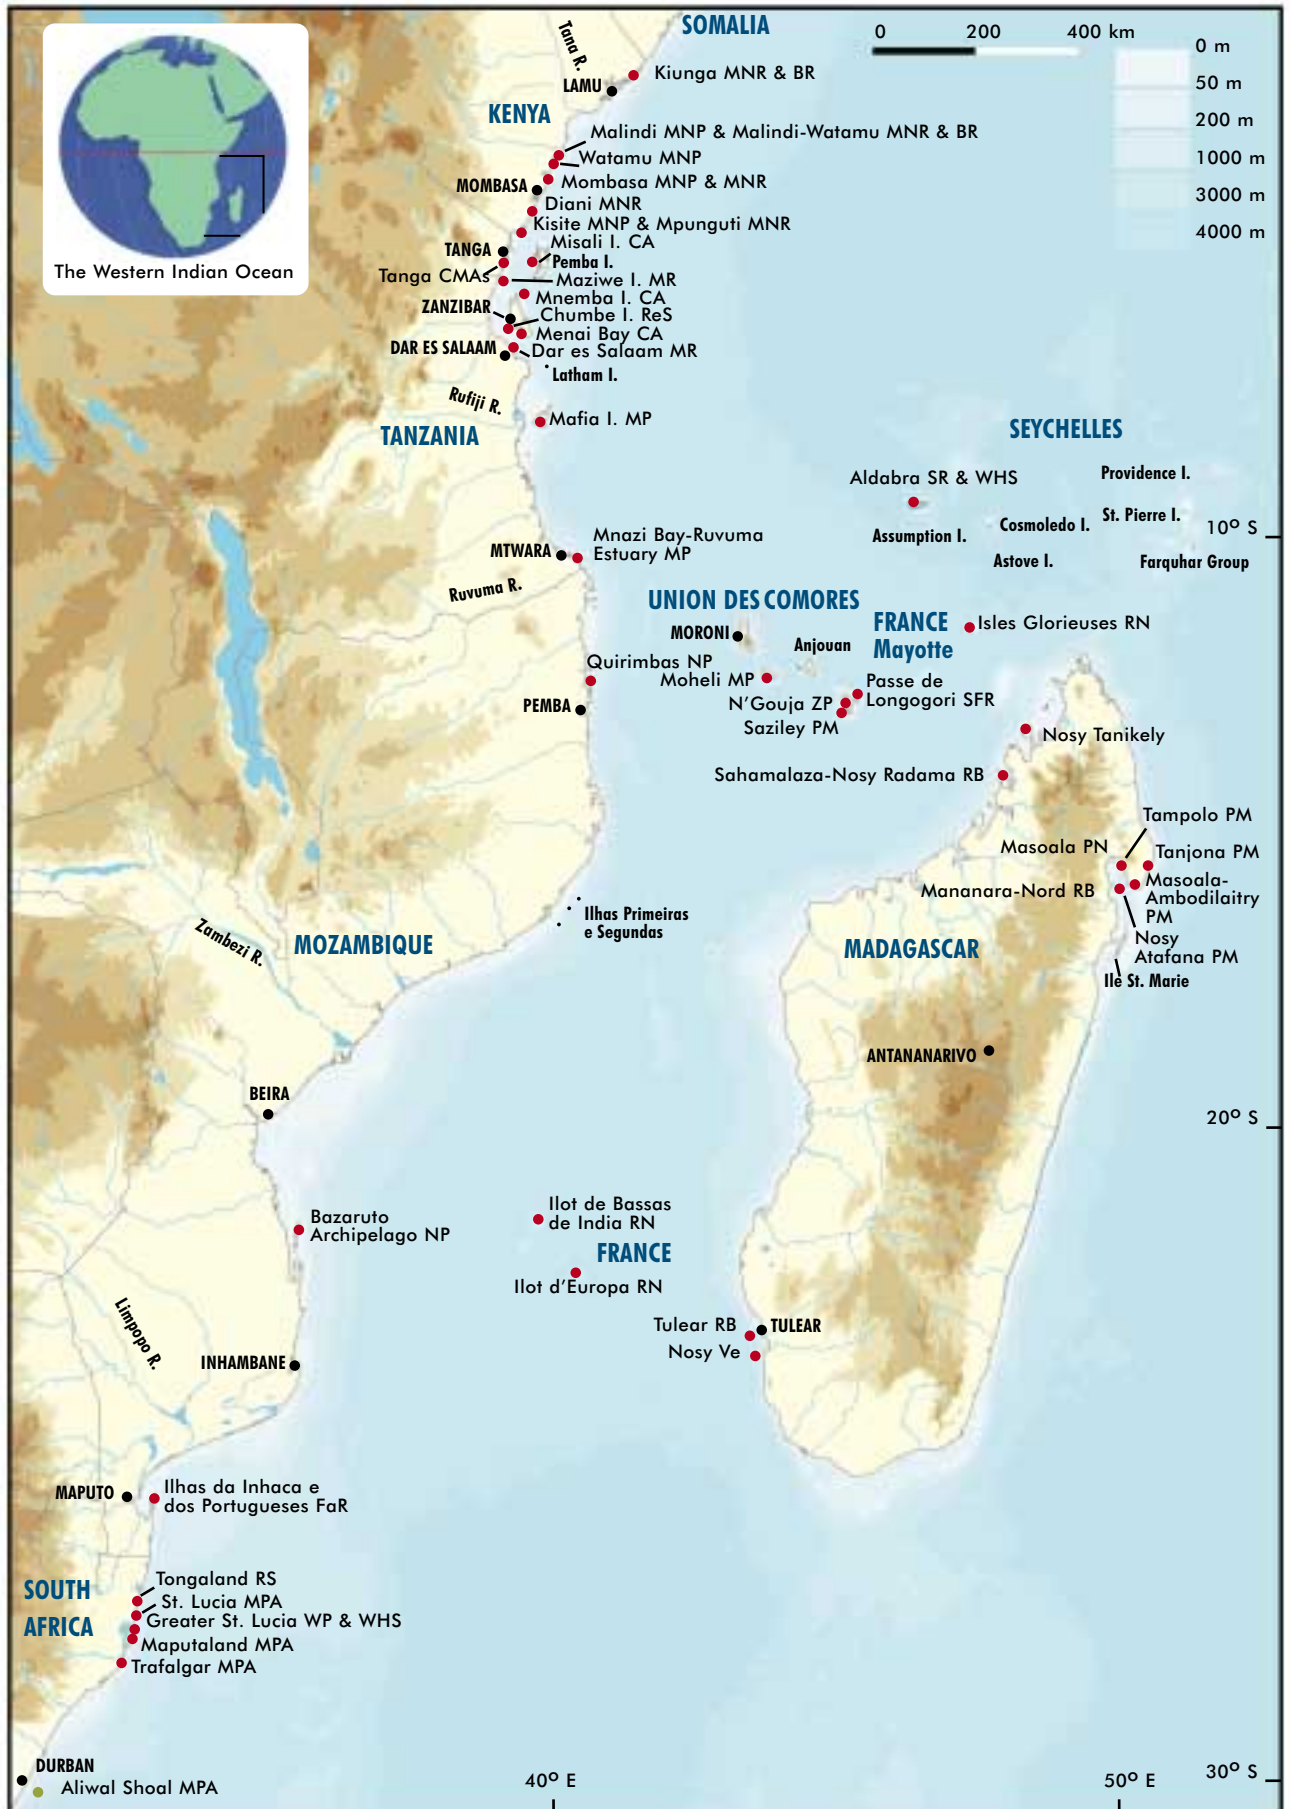 SOMALIA
0 200 400 km
0 m
50 m
200 m
1000 m
3000 m
4000 m
The Western Indian Ocean
Tana R.
Kiunga MNR & BR
LAMU
KENYA
Malindi MNP & Malindi-Watamu MNR & BR
Watamu MNP
Mombasa MNP & MNR
MOMBASA
Diani MNR
Kisite MNP & Mpunguti MNR
Misali I. CA
TANGA
Pemba I.
Tanga CMAs
Maziwe I. MR
Mnemba I. CA
ZANZIBAR
Chumbe I. ReS
Menai Bay CA
DAR ES SALAAM
Dar es Salaam MR
Latham I.
Rufiji R.
Mafia I. MP
TANZANIA
SEYCHELLES
Aldabra SR & WHS
Providence I.
St. Pierre I.
Cosmoledo I.
Assumption I.
10° S
Astove I.
Farquhar Group
Mnazi Bay-Ruvuma
Estuary MP
MTWARA
Ruvuma R.
UNION DES COMORES
MORONI
Anjouan
FRANCE
Mayotte
Isles Glorieuses RN
Quirimbas NP
Moheli MP
Passe de
Longogori SFR
N'Gouja ZP
Saziley PM
PEMBA
Nosy Tanikely
Sahamalaza-Nosy Radama RB
Tampolo PM
Masoala PN
Tanjona PM
Mananara-Nord RB
Masoala-
Ambodilaitry
PM
Nosy
Atafana PM
Ile St. Marie
Ilhas Primeiras
e Segundas
Zambezi R.
MOZAMBIQUE
MADAGASCAR
ANTANANARIVO
BEIRA
20° S
Bazaruto
Archipelago NP
Ilot de Bassas
de India RN
FRANCE
Ilot d'Europa RN
Limpopo R.
Tulear RB
TULEAR
Nosy Ve
INHAMBANE
MAPUTO
Ilhas da Inhaca e
dos Portugueses FaR
SOUTH
AFRICA
Tongaland RS
St. Lucia MPA
Greater St. Lucia WP & WHS
Maputaland MPA
Trafalgar MPA
DURBAN
Aliwal Shoal MPA
40° E
50° E
30° S